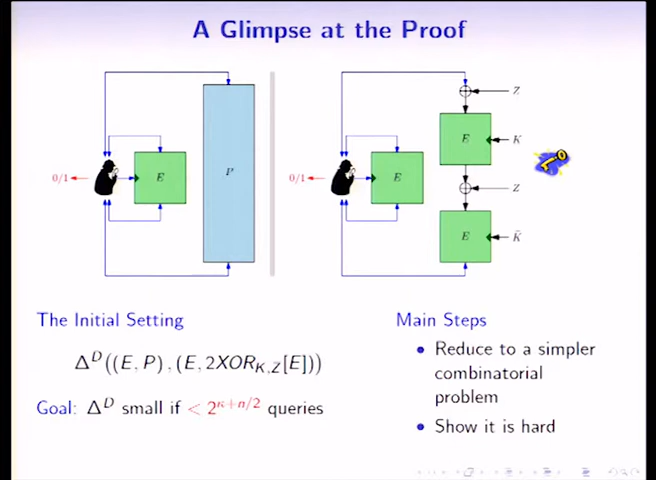 A Glimpse at the Proof
0/1
E
P
0/1
E
Z
E
K
Z
E
K̃
The Initial Setting
Δ^D((E, P), (E, 2XOR_{K,Z}[E]))
Goal: Δ^D small if < 2^{κ+n/2} queries
Main Steps
• Reduce to a simpler
combinatorial
problem
• Show it is hard